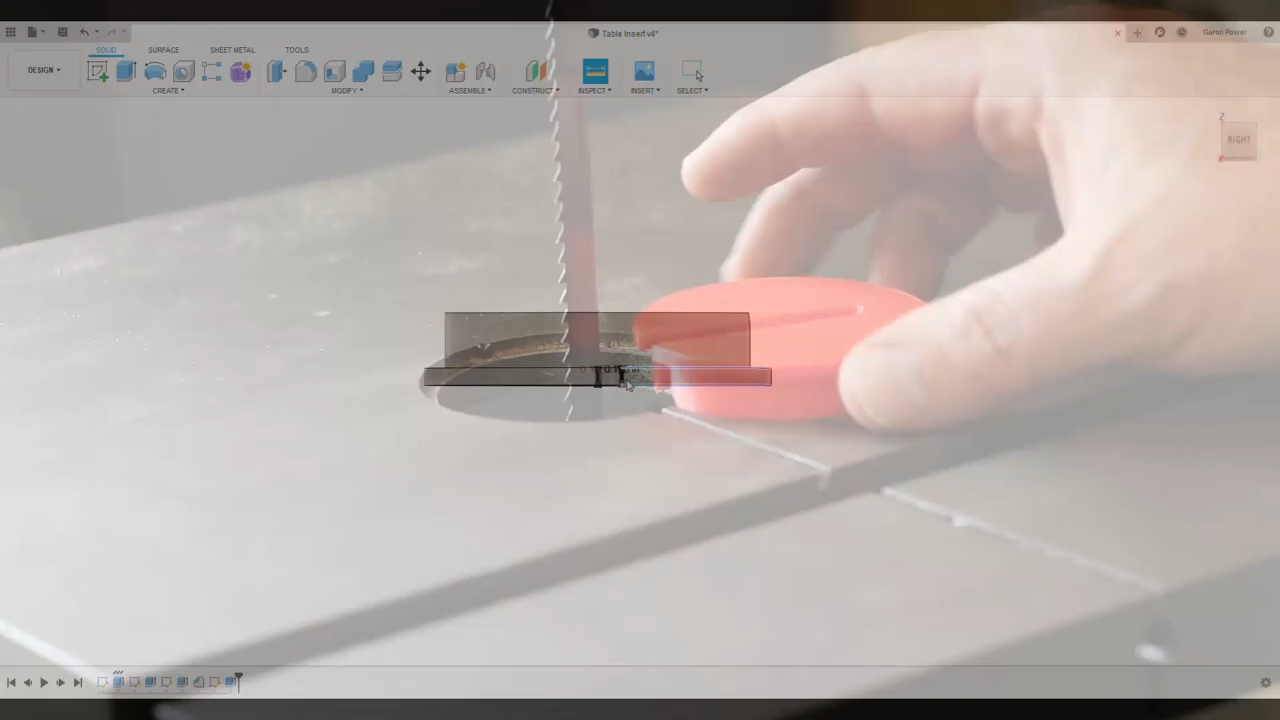 Table Insert v4*
Garon Power
DESIGN
SOLID
SURFACE
SHEET METAL
TOOLS
CREATE
MODIFY
ASSEMBLE
CONSTRUCT
INSPECT
INSERT
SELECT
Z
RIGHT
X